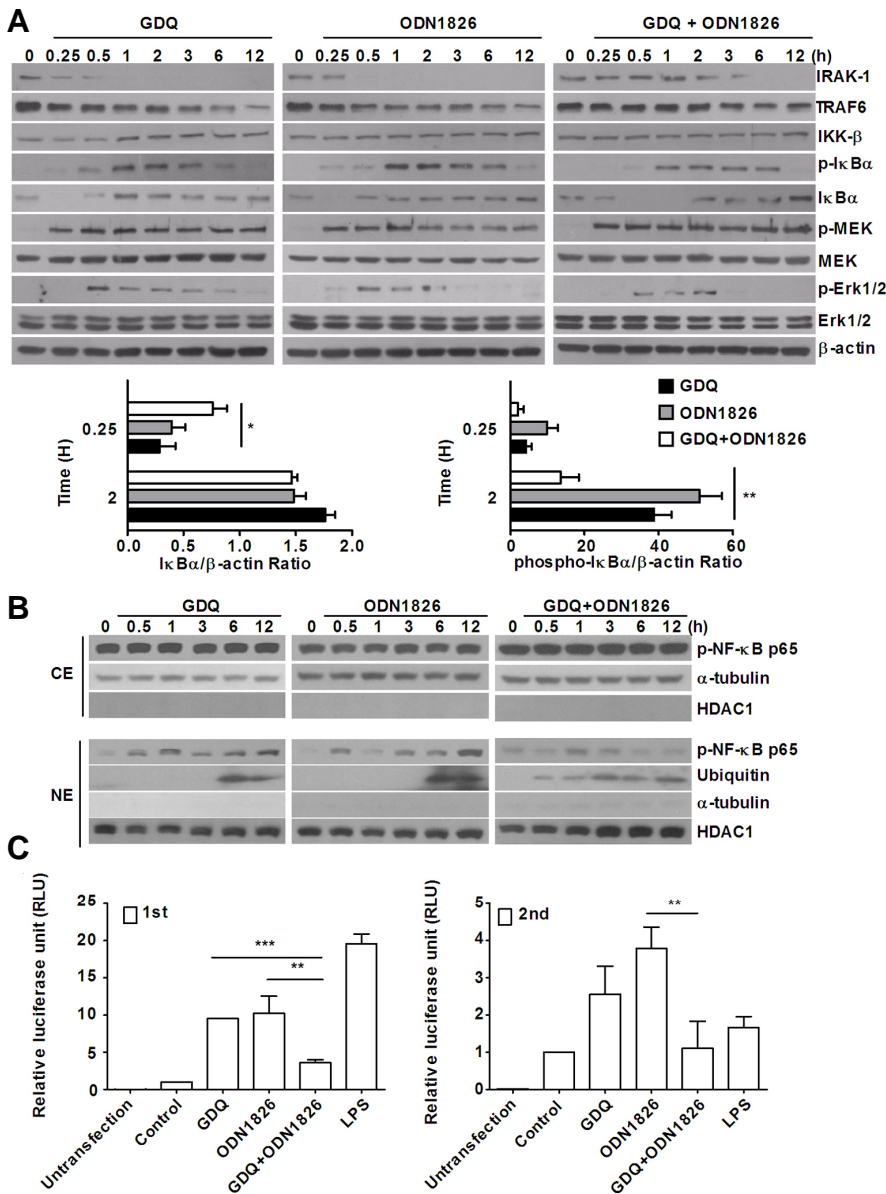 A
GDQ ODN1826 GDQ + ODN1826
0 0.25 0.5 1 2 3 6 12 0 0.25 0.5 1 2 3 6 12 0 0.25 0.5 1 2 3 6 12 (h)
IRAK-1
TRAF6
IKK-β
p-IκBα
IκBα
p-MEK
MEK
p-Erk1/2
Erk1/2
β-actin
Time (H)
0.25
2
*
0.0 0.5 1.0 1.5 2.0
IκBα/β-actin Ratio
Time (H)
0.25
2
**
0 20 40 60
phospho-IκBα/β-actin Ratio
GDQ
ODN1826
GDQ+ODN1826
B
GDQ ODN1826 GDQ+ODN1826
0 0.5 1 3 6 12 0 0.5 1 3 6 12 0 0.5 1 3 6 12 (h)
CE
p-NF-κB p65
α-tubulin
HDAC1
NE
p-NF-κB p65
Ubiquitin
α-tubulin
HDAC1
C
Relative luciferase unit (RLU)
25
20
15
10
5
0
1st
***
**
Untransfection Control GDQ ODN1826 GDQ+ODN1826 LPS
Relative luciferase unit (RLU)
5
4
3
2
1
0
2nd
**
Untransfection Control GDQ ODN1826 GDQ+ODN1826 LPS